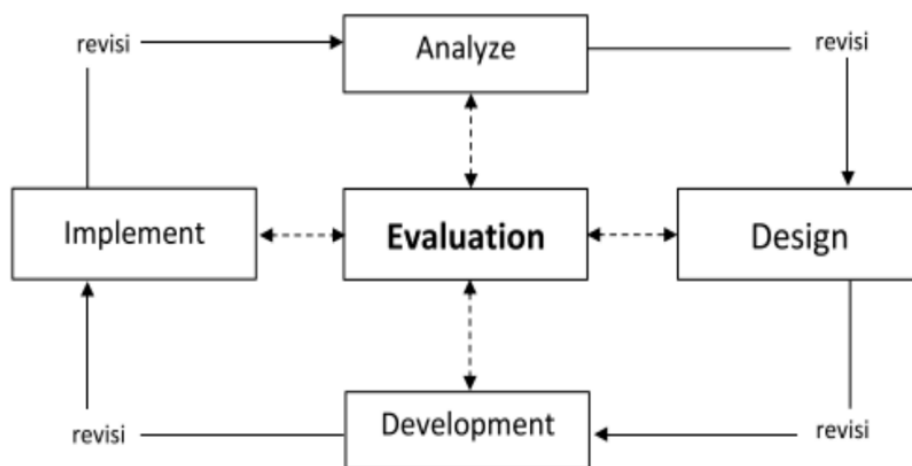 revisi
Analyze
revisi
Implement
Evaluation
Design
revisi
Development
revisi